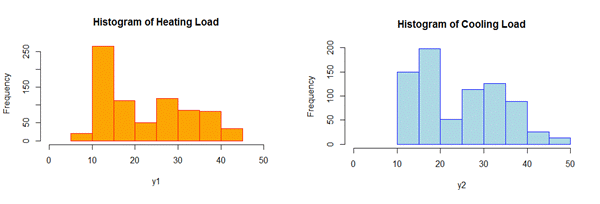 Histogram of Heating Load
Frequency
0 50 150 250
0 10 20 30 40 50
y1
Histogram of Cooling Load
Frequency
0 50 100 150 200
0 10 20 30 40 50
y2